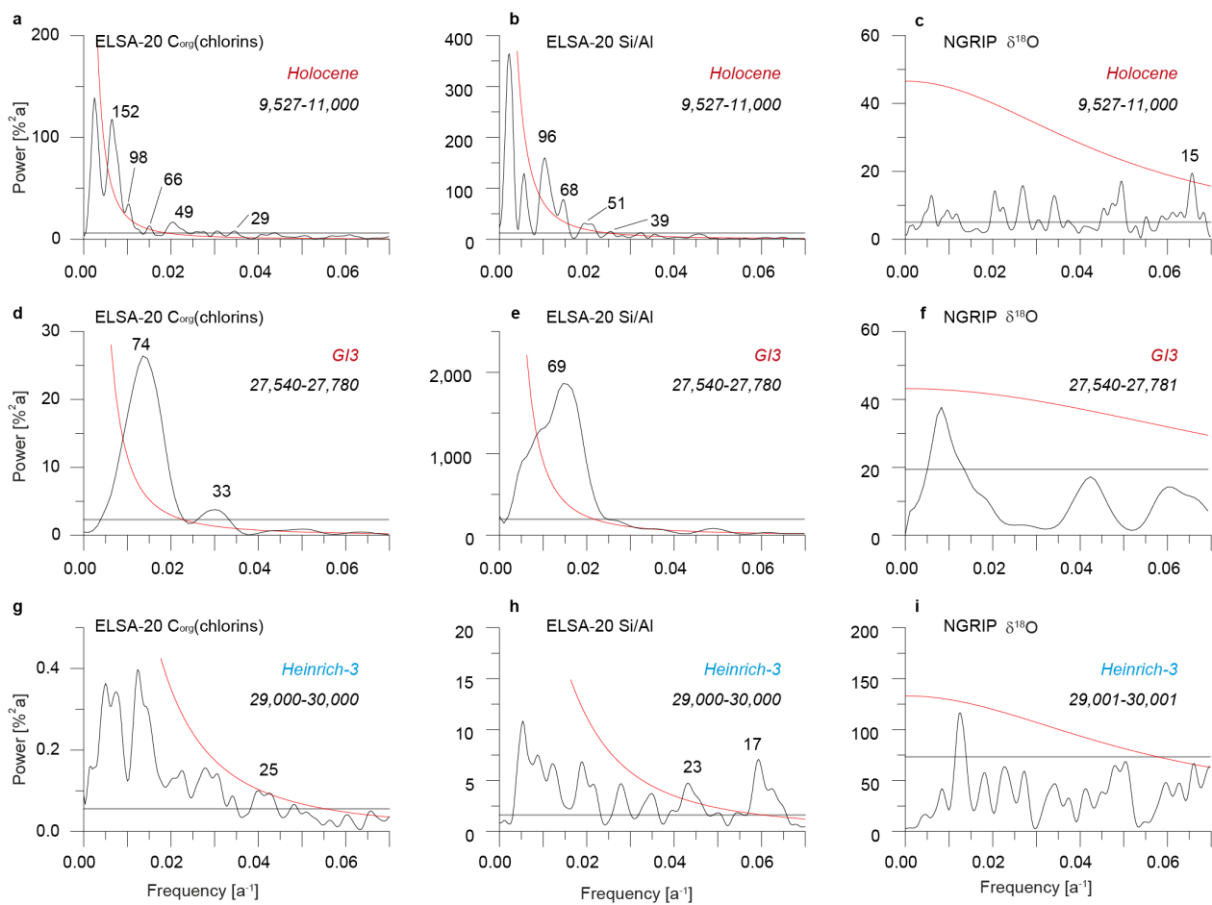 a
ELSA-20 Corg(chlorins)
Holocene
9,527-11,000
152
98
66
49
29
200
100
0
Power [%²a]
0.00
0.02
0.04
0.06
b
ELSA-20 Si/Al
Holocene
9,527-11,000
96
68
51
39
400
300
200
100
0
0.00
0.02
0.04
0.06
c
NGRIP δ18O
Holocene
9,527-11,000
15
60
40
20
0
0.00
0.02
0.04
0.06
d
ELSA-20 Corg(chlorins)
GI3
27,540-27,780
74
33
30
20
10
0
Power [%²a]
0.00
0.02
0.04
0.06
e
ELSA-20 Si/Al
GI3
27,540-27,780
69
2,000
1,000
0
0.00
0.02
0.04
0.06
f
NGRIP δ18O
GI3
27,540-27,781
60
40
20
0
0.00
0.02
0.04
0.06
g
ELSA-20 Corg(chlorins)
Heinrich-3
29,000-30,000
25
0.4
0.2
0.0
Power [%²a]
0.00
0.02
0.04
0.06
Frequency [a-1]
h
ELSA-20 Si/Al
Heinrich-3
29,000-30,000
23
17
20
15
10
5
0
0.00
0.02
0.04
0.06
Frequency [a-1]
i
NGRIP δ18O
Heinrich-3
29,001-30,001
200
150
100
50
0
0.00
0.02
0.04
0.06
Frequency [a-1]